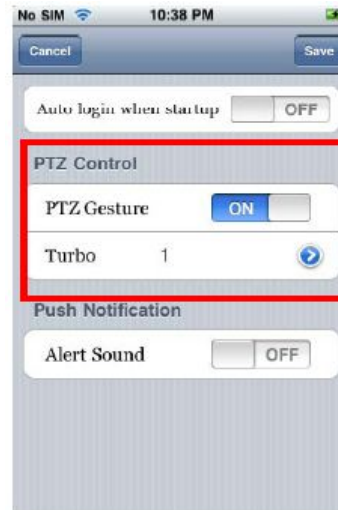 No SIM 10:38 PM
Cancel Save
Auto login when startup OFF
PTZ Control
PTZ Gesture ON
Turbo 1
Push Notification
Alert Sound OFF